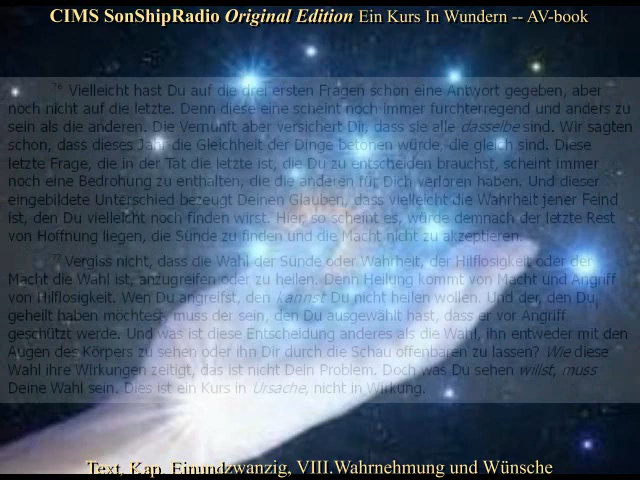 CIMS SonShipRadio Original Edition Ein Kurs In Wundern -- AV-book
76 Vielleicht hast Du auf die drei ersten Fragen schon eine Antwort gegeben, aber
noch nicht auf die letzte. Denn diese eine scheint noch immer furchterregend und anders zu
sein als die anderen. Die Vernunft aber versichert Dir, dass sie alle dasselbe sind. Wir sagten
schon, dass dieses Jahr die Gleichheit der Dinge betonen würde, die gleich sind. Diese
letzte Frage, die in der Tat die letzte ist, die Du zu entscheiden brauchst, scheint immer
noch eine Bedrohung zu enthalten, die die anderen für Dich verloren haben. Und dieser
eingebildete Unterschied bezeugt Deinen Glauben, dass vielleicht die Wahrheit jener Feind
ist, den Du vielleicht noch finden wirst. Hier, so scheint es, würde demnach der letzte Rest
von Hoffnung liegen, die Sünde zu finden und die Macht nicht zu akzeptieren.
77 Vergiss nicht, dass die Wahl der Sünde oder Wahrheit, der Hilflosigkeit oder der
Macht die Wahl ist, anzugreifen oder zu heilen. Denn Heilung kommt von Macht und Angriff
von Hilflosigkeit. Wen Du angreifst, den kannst Du nicht heilen wollen. Und der, den Du
geheilt haben möchtest, muss der sein, den Du ausgewählt hast, dass er vor Angriff
geschützt werde. Und was ist diese Entscheidung anderes als die Wahl, ihn entweder mit den
Augen des Körpers zu sehen oder ihn Dir durch die Schau offenbaren zu lassen? Wie diese
Wahl ihre Wirkungen zeitigt, das ist nicht Dein Problem. Doch was Du sehen willst, muss
Deine Wahl sein. Dies ist ein Kurs in Ursache, nicht in Wirkung.
Text, Kap. Einundzwanzig, VIII.Wahrnehmung und Wünsche